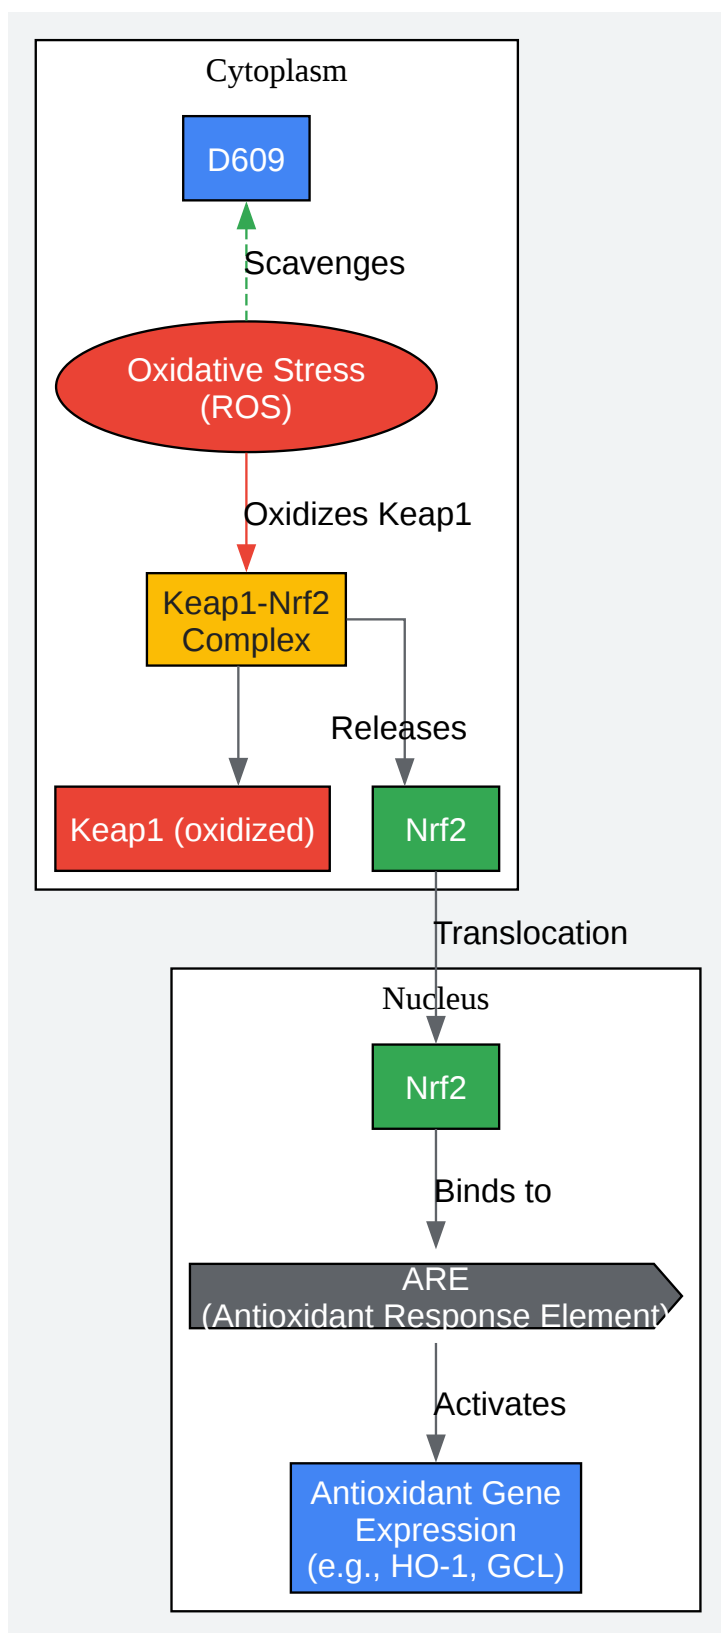 Cytoplasm
D609
Scavenges
Oxidative Stress
(ROS)
Oxidizes Keap1
Keap1-Nrf2
Complex
Releases
Keap1 (oxidized)
Nrf2
Translocation
Nucleus
Nrf2
Binds to
ARE
(Antioxidant Response Element)
Activates
Antioxidant Gene
Expression
(e.g., HO-1, GCL)